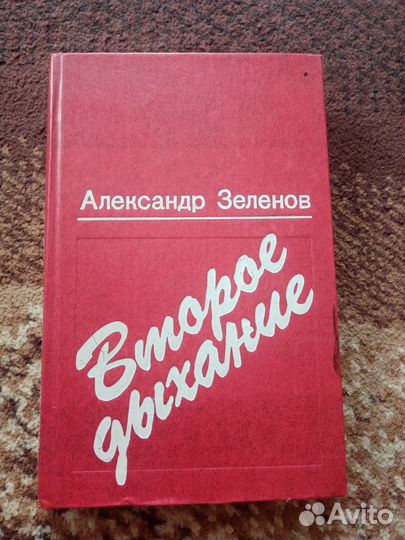 Александр Зеленов
Второе
дыхание
Avito